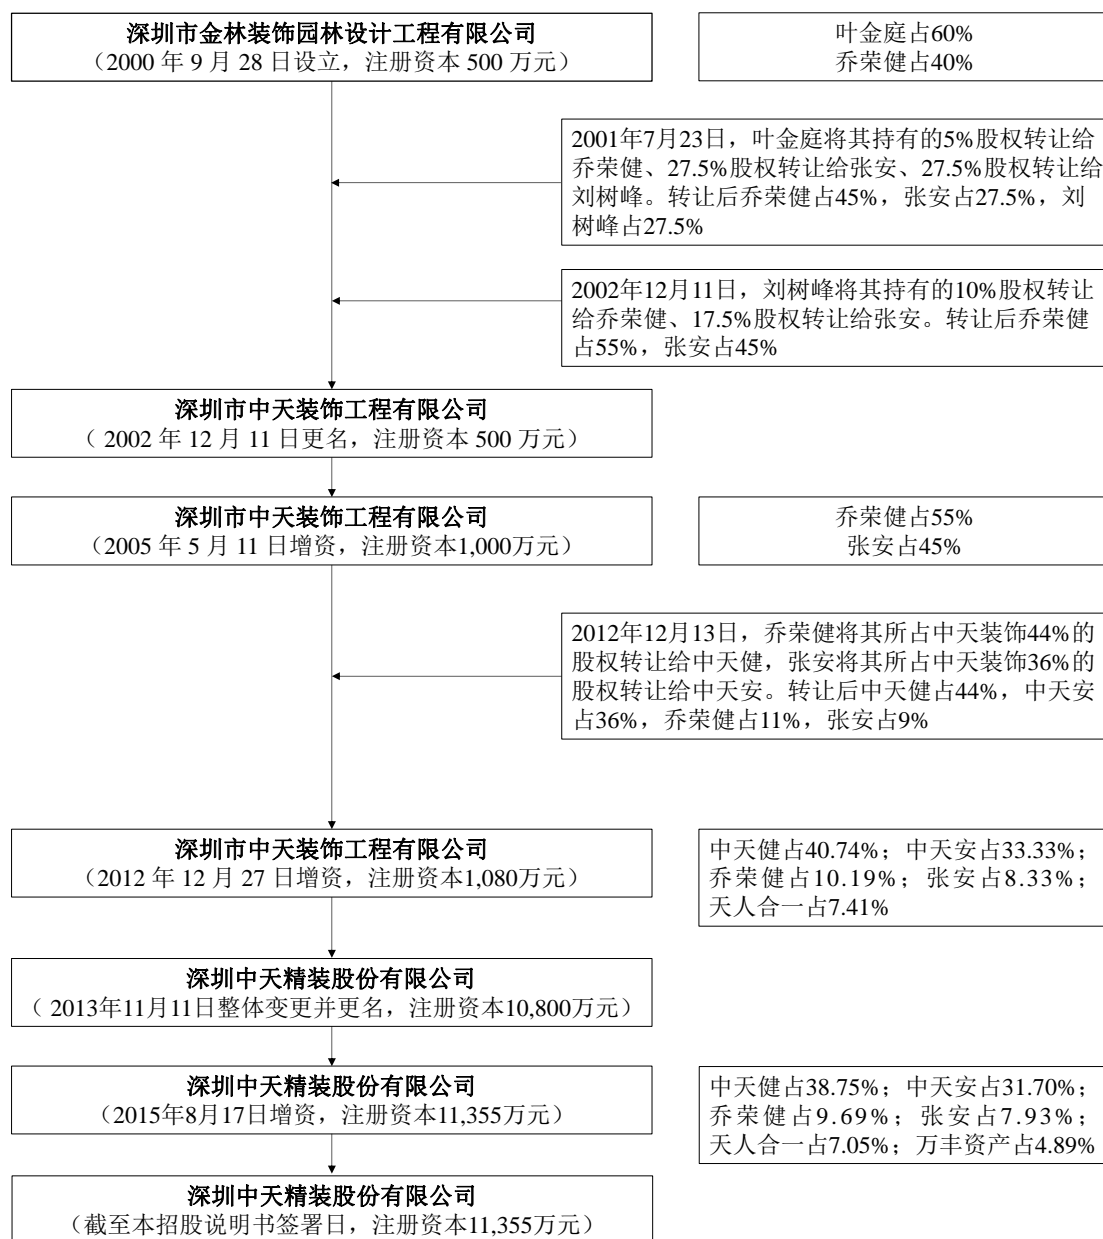 深圳市金林装饰园林设计工程有限公司
（2000 年 9 月 28 日设立，注册资本 500 万元）
叶金庭占60%
乔荣健占40%
2001年7月23日，叶金庭将其持有的5%股权转让给
乔荣健、27.5%股权转让给张安、27.5%股权转让给
刘树峰。转让后乔荣健占45%，张安占27.5%，刘
树峰占27.5%
2002年12月11日，刘树峰将其持有的10%股权转让
给乔荣健、17.5%股权转让给张安。转让后乔荣健
占55%，张安占45%
深圳市中天装饰工程有限公司
（ 2002 年 12 月 11 日更名，注册资本 500 万元）
深圳市中天装饰工程有限公司
（2005 年 5 月 11 日增资，注册资本1,000万元）
乔荣健占55%
张安占45%
2012年12月13日，乔荣健将其所占中天装饰44%的
股权转让给中天健，张安将其所占中天装饰36%的
股权转让给中天安。转让后中天健占44%，中天安
占36%，乔荣健占11%，张安占9%
深圳市中天装饰工程有限公司
（2012 年 12 月 27 日增资，注册资本1,080万元）
中天健占40.74%；中天安占33.33%；
乔荣健占10.19%；张安占8.33%；
天人合一占7.41%
深圳中天精装股份有限公司
（ 2013年11月11日整体变更并更名，注册资本10,800万元）
深圳中天精装股份有限公司
（2015年8月17日增资，注册资本11,355万元）
中天健占38.75%；中天安占31.70%；
乔荣健占9.69%；张安占7.93%；
天人合一占7.05%；万丰资产占4.89%
深圳中天精装股份有限公司
（截至本招股说明书签署日，注册资本11,355万元）